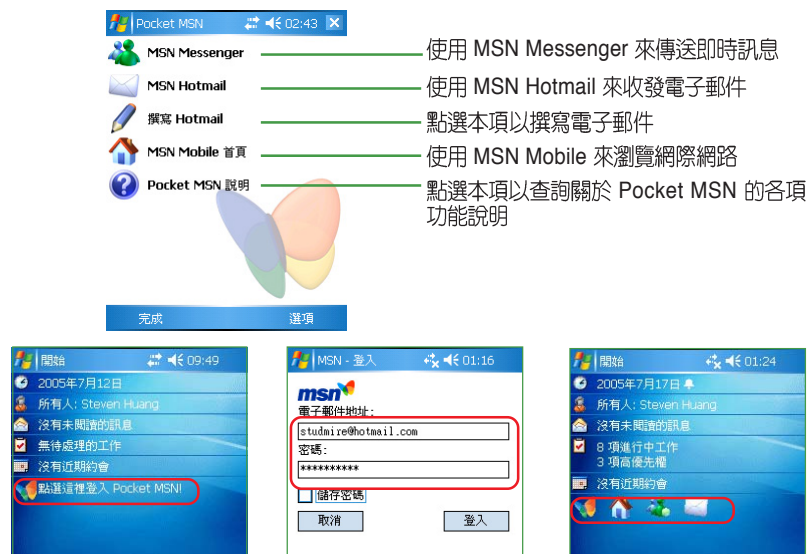 Pocket MSN 02:43
MSN Messenger
使用 MSN Messenger 來傳送即時訊息
MSN Hotmail
使用 MSN Hotmail 來收發電子郵件
撰寫 Hotmail
點選本項以撰寫電子郵件
MSN Mobile 首頁
使用 MSN Mobile 來瀏覽網際網路
Pocket MSN 說明
點選本項以查詢關於 Pocket MSN 的各項
功能說明
完成 選項
開始 09:49
2005年7月12日
所有人: Steven Huang
沒有未閱讀的訊息
無待處理的工作
沒有近期約會
點選這裡登入 Pocket MSN!
MSN - 登入 01:16
msn
電子郵件地址:
studmire@hotmail.com
密碼:
**********
儲存密碼
取消 登入
開始 01:24
2005年7月17日
所有人: Steven Huang
沒有未閱讀的訊息
8 項進行中工作
3 項高優先權
沒有近期約會